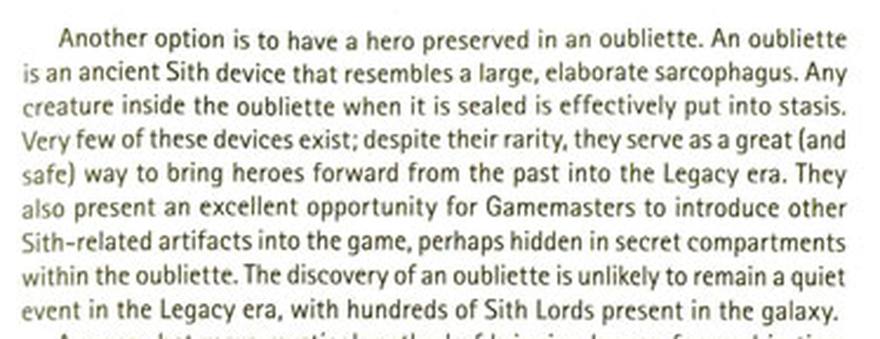 Another option is to have a hero preserved in an oubliette. An oubliette
is an ancient Sith device that resembles a large, elaborate sarcophagus. Any
creature inside the oubliette when it is sealed is effectively put into stasis.
Very few of these devices exist; despite their rarity, they serve as a great (and
safe) way to bring heroes forward from the past into the Legacy era. They
also present an excellent opportunity for Gamemasters to introduce other
Sith-related artifacts into the game, perhaps hidden in secret compartments
within the oubliette. The discovery of an oubliette is unlikely to remain a quiet
event in the Legacy era, with hundreds of Sith Lords present in the galaxy.